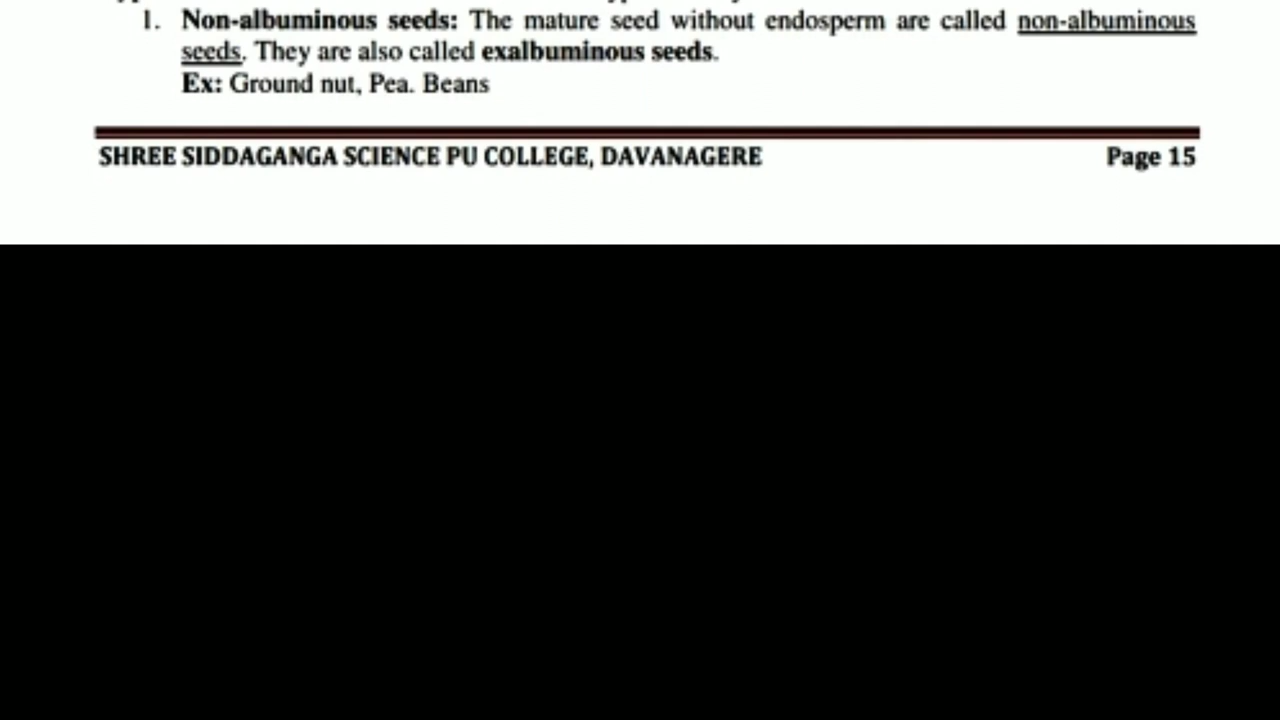 1. Non-albuminous seeds: The mature seed without endosperm are called non-albuminous
seeds. They are also called exalbuminous seeds.
Ex: Ground nut, Pea. Beans
SHREE SIDDAGANGA SCIENCE PU COLLEGE, DAVANAGERE Page 15